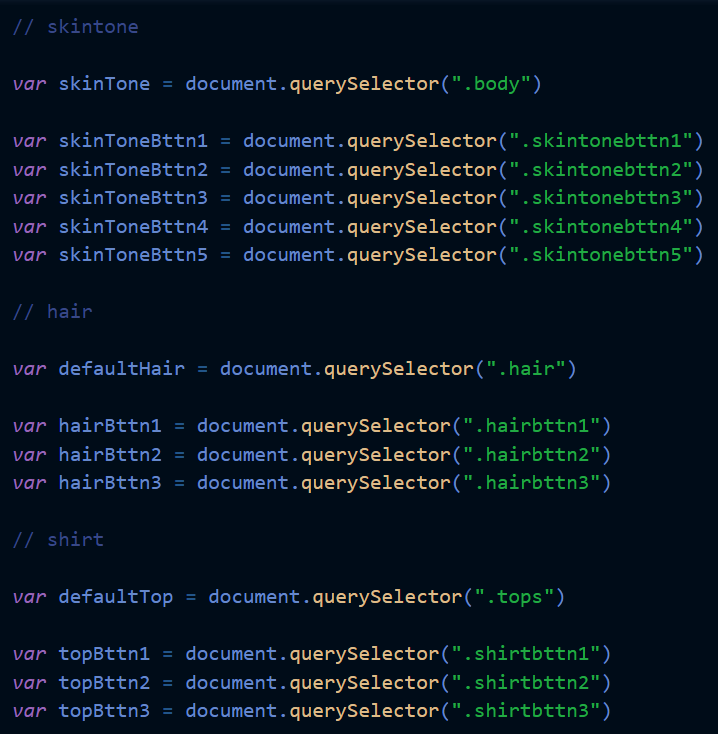 // skintone
var skinTone = document.querySelector(".body")
var skinToneBttn1 = document.querySelector(".skintonebttn1")
var skinToneBttn2 = document.querySelector(".skintonebttn2")
var skinToneBttn3 = document.querySelector(".skintonebttn3")
var skinToneBttn4 = document.querySelector(".skintonebttn4")
var skinToneBttn5 = document.querySelector(".skintonebttn5")
// hair
var defaultHair = document.querySelector(".hair")
var hairBttn1 = document.querySelector(".hairbttn1")
var hairBttn2 = document.querySelector(".hairbttn2")
var hairBttn3 = document.querySelector(".hairbttn3")
// shirt
var defaultTop = document.querySelector(".tops")
var topBttn1 = document.querySelector(".shirtbttn1")
var topBttn2 = document.querySelector(".shirtbttn2")
var topBttn3 = document.querySelector(".shirtbttn3")